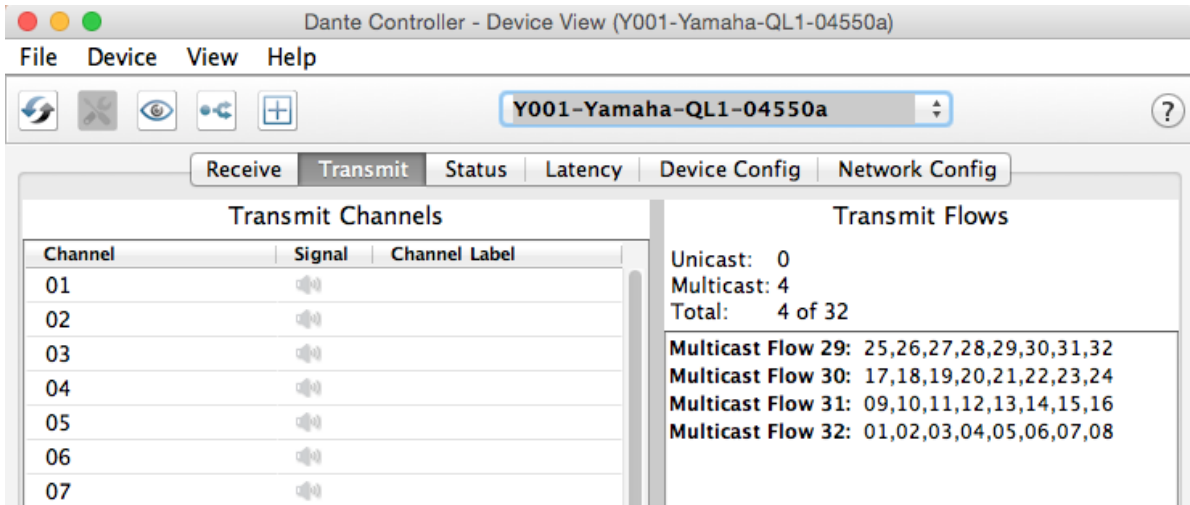 Dante Controller - Device View (Y001-Yamaha-QL1-04550a)
File Device View Help
Y001-Yamaha-QL1-04550a
?
Receive Transmit Status Latency Device Config Network Config
Transmit Channels
Channel Signal Channel Label
01
02
03
04
05
06
07
Transmit Flows
Unicast: 0
Multicast: 4
Total: 4 of 32
Multicast Flow 29: 25,26,27,28,29,30,31,32
Multicast Flow 30: 17,18,19,20,21,22,23,24
Multicast Flow 31: 09,10,11,12,13,14,15,16
Multicast Flow 32: 01,02,03,04,05,06,07,08